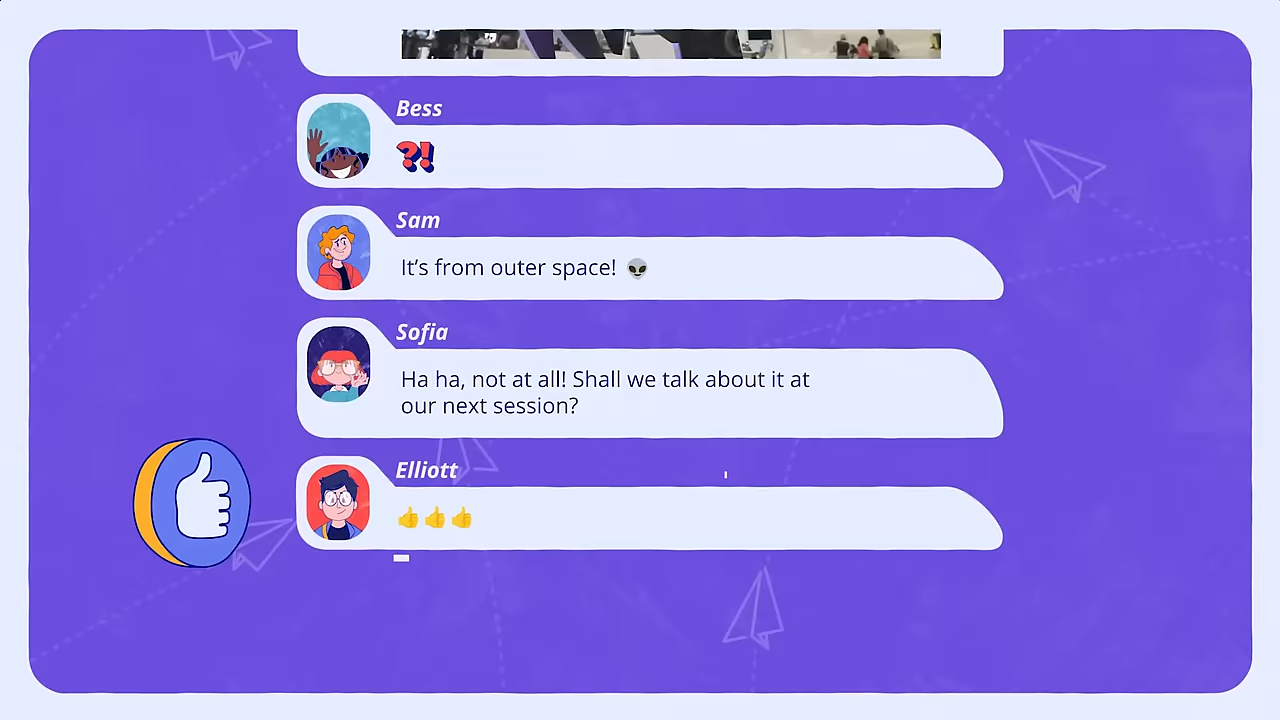 Bess
?!
Sam
It’s from outer space! 👽
Sofia
Ha ha, not at all! Shall we talk about it at
our next session?
Elliott
👍👍👍